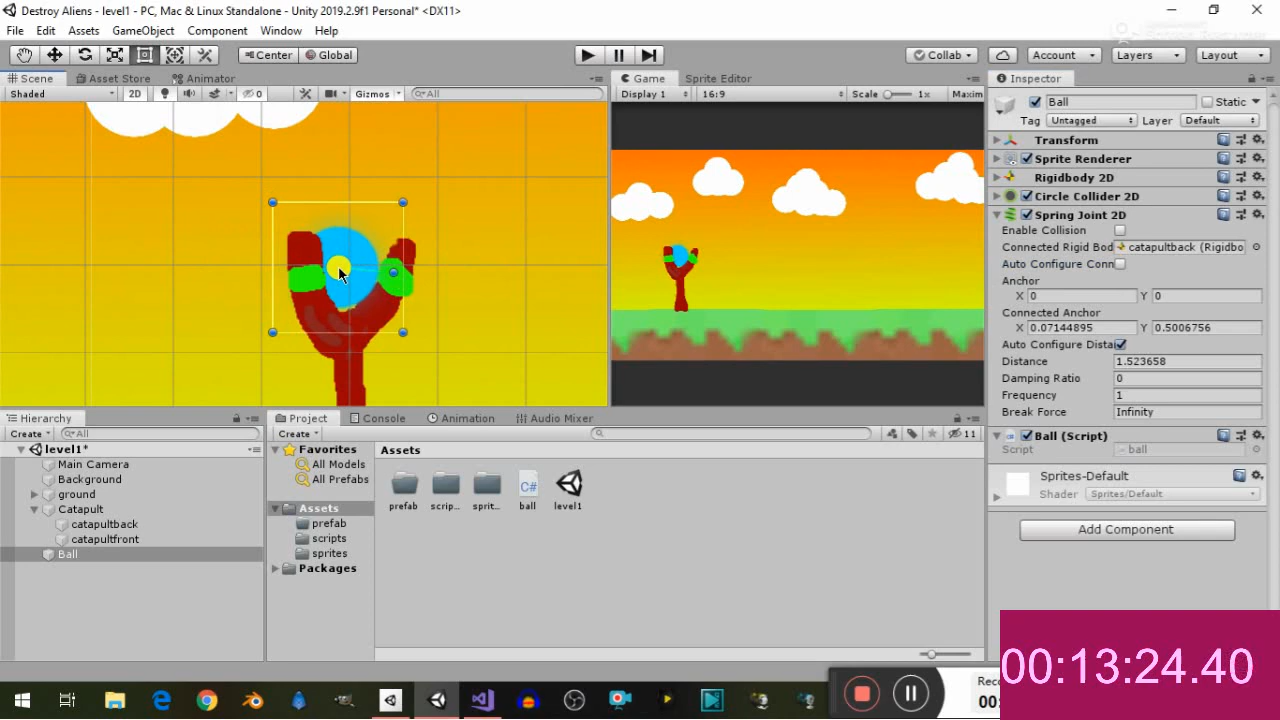 Destroy Aliens - level1 - PC, Mac & Linux Standalone - Unity 2019.2.9f1 Personal* <DX11>
File Edit Assets GameObject Component Window Help
Center Global Collab Account Layers Layout
Scene Asset Store Animator Game Sprite Editor Inspector
Shaded 2D 0 Gizmos All Display 1 16:9 Scale 1x Maxim
Ball Static
Tag Untagged Layer Default
Transform
Sprite Renderer
Rigidbody 2D
Circle Collider 2D
Spring Joint 2D
Enable Collision
Connected Rigid Bod catapultback (Rigidbo
Auto Configure Conn
Anchor
X 0 Y 0
Connected Anchor
X 0.07144895 Y 0.5006756
Auto Configure Dista
Distance 1.523658
Damping Ratio 0
Frequency 1
Break Force Infinity
Ball (Script)
Script ball
Sprites-Default
Shader Sprites/Default
Add Component
Hierarchy
Create All
level1*
Main Camera
Background
ground
Catapult
catapultback
catapultfront
Ball
Project Console Animation Audio Mixer
Create 11
Favorites
All Models
All Prefabs
Assets
prefab
scripts
sprites
Packages
Assets
prefab scrip... sprit... ball level1
C#
00:13:24.40